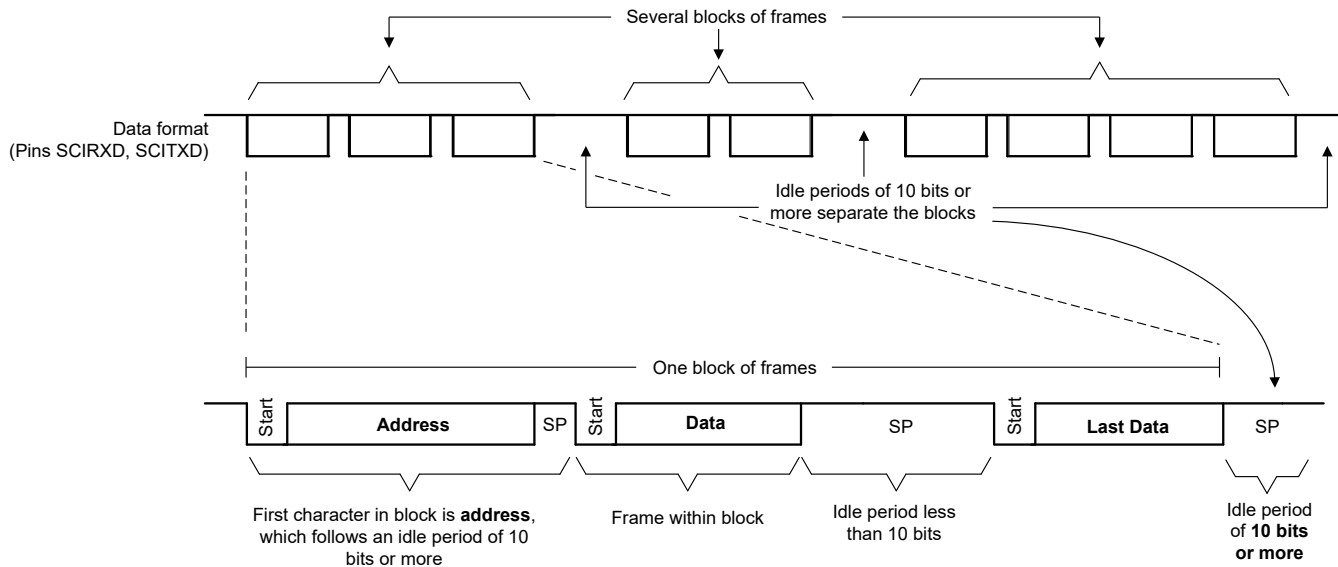 Several blocks of frames
Data format
(Pins SCIRXD, SCITXD)
Idle periods of 10 bits or
more separate the blocks
One block of frames
Start
Address
SP
Start
Data
SP
Start
Last Data
SP
First character in block is address,
which follows an idle period of 10
bits or more
Frame within block
Idle period less
than 10 bits
Idle period
of 10 bits
or more